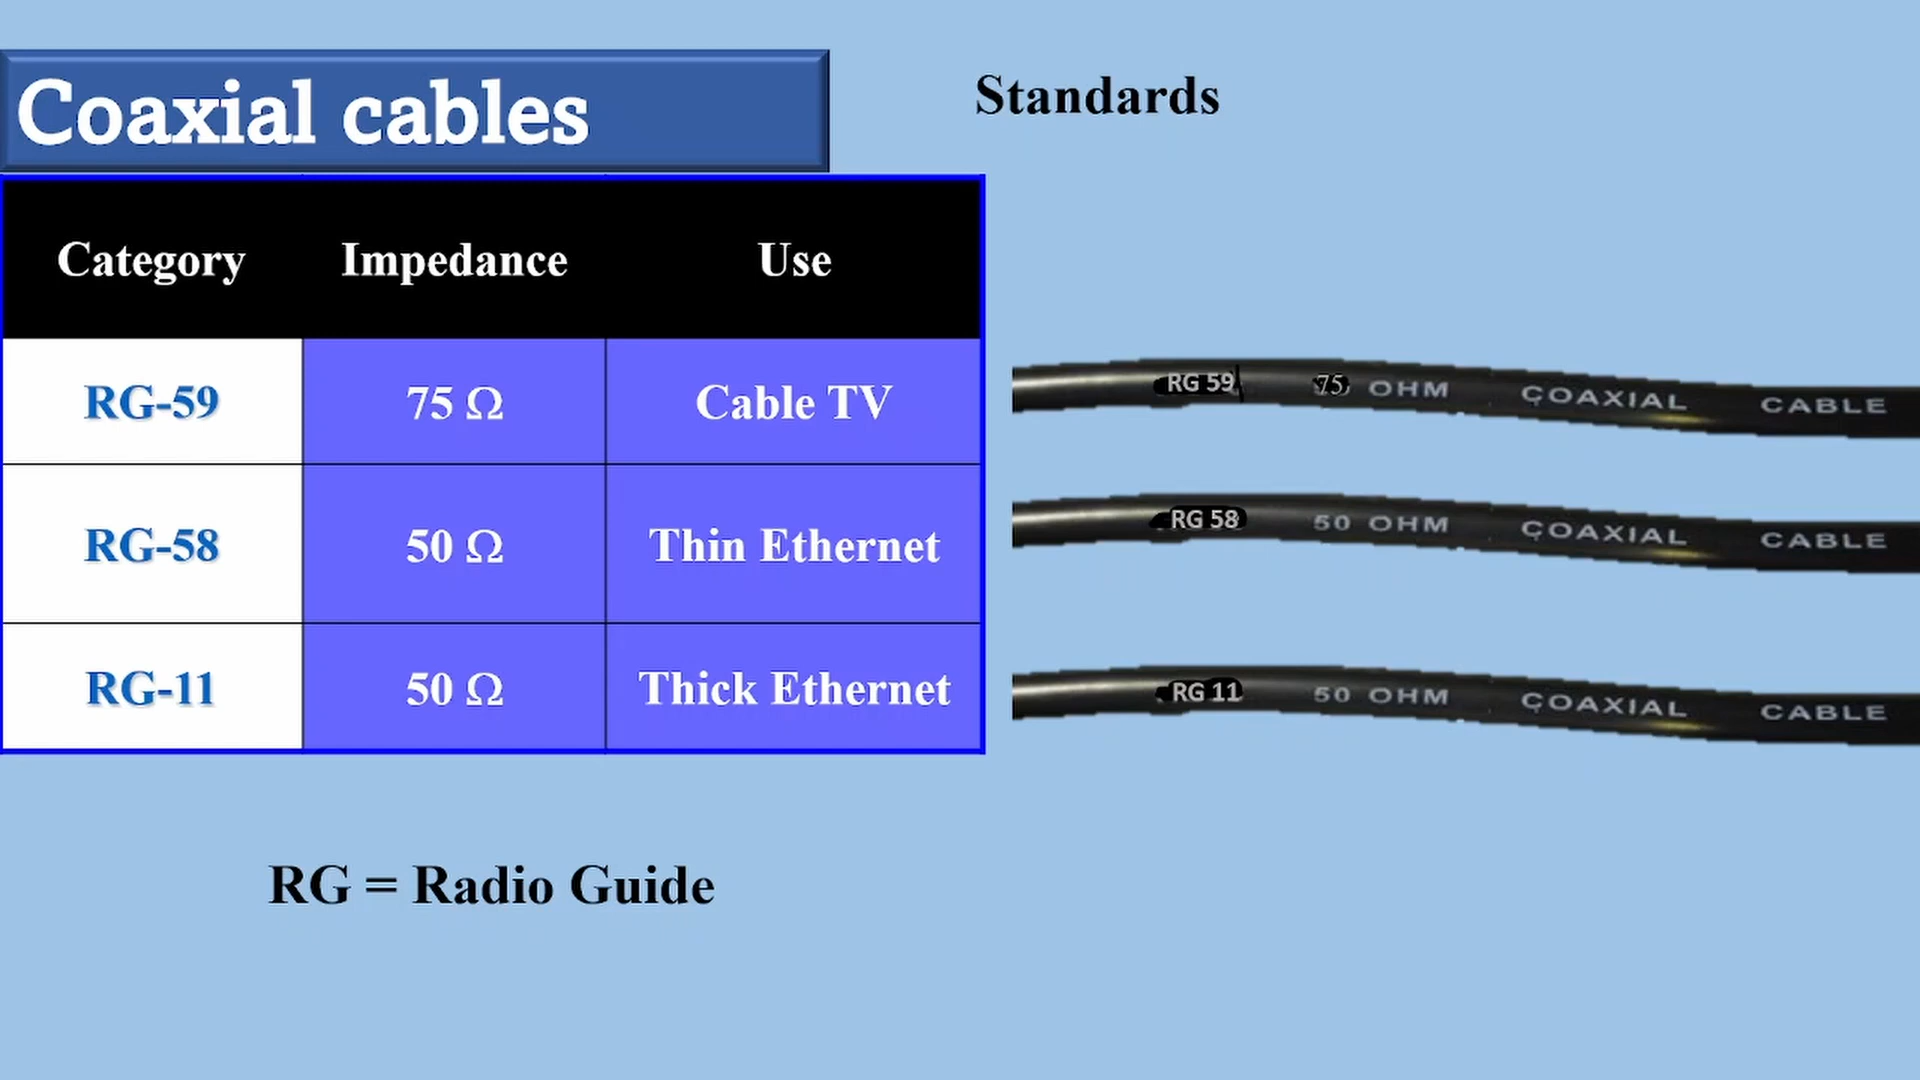 Coaxial cables
Standards
Category Impedance Use
RG-59 75 Ω Cable TV
RG-58 50 Ω Thin Ethernet
RG-11 50 Ω Thick Ethernet
RG 59 75 OHM COAXIAL CABLE
RG 58 50 OHM COAXIAL CABLE
RG 11 50 OHM COAXIAL CABLE
RG = Radio Guide